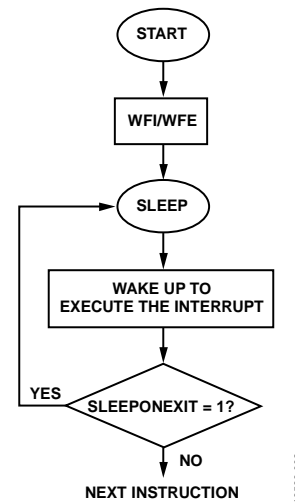 START
WFI/WFE
SLEEP
WAKE UP TO
EXECUTE THE INTERRUPT
YES
SLEEPONEXIT = 1?
NO
NEXT INSTRUCTION